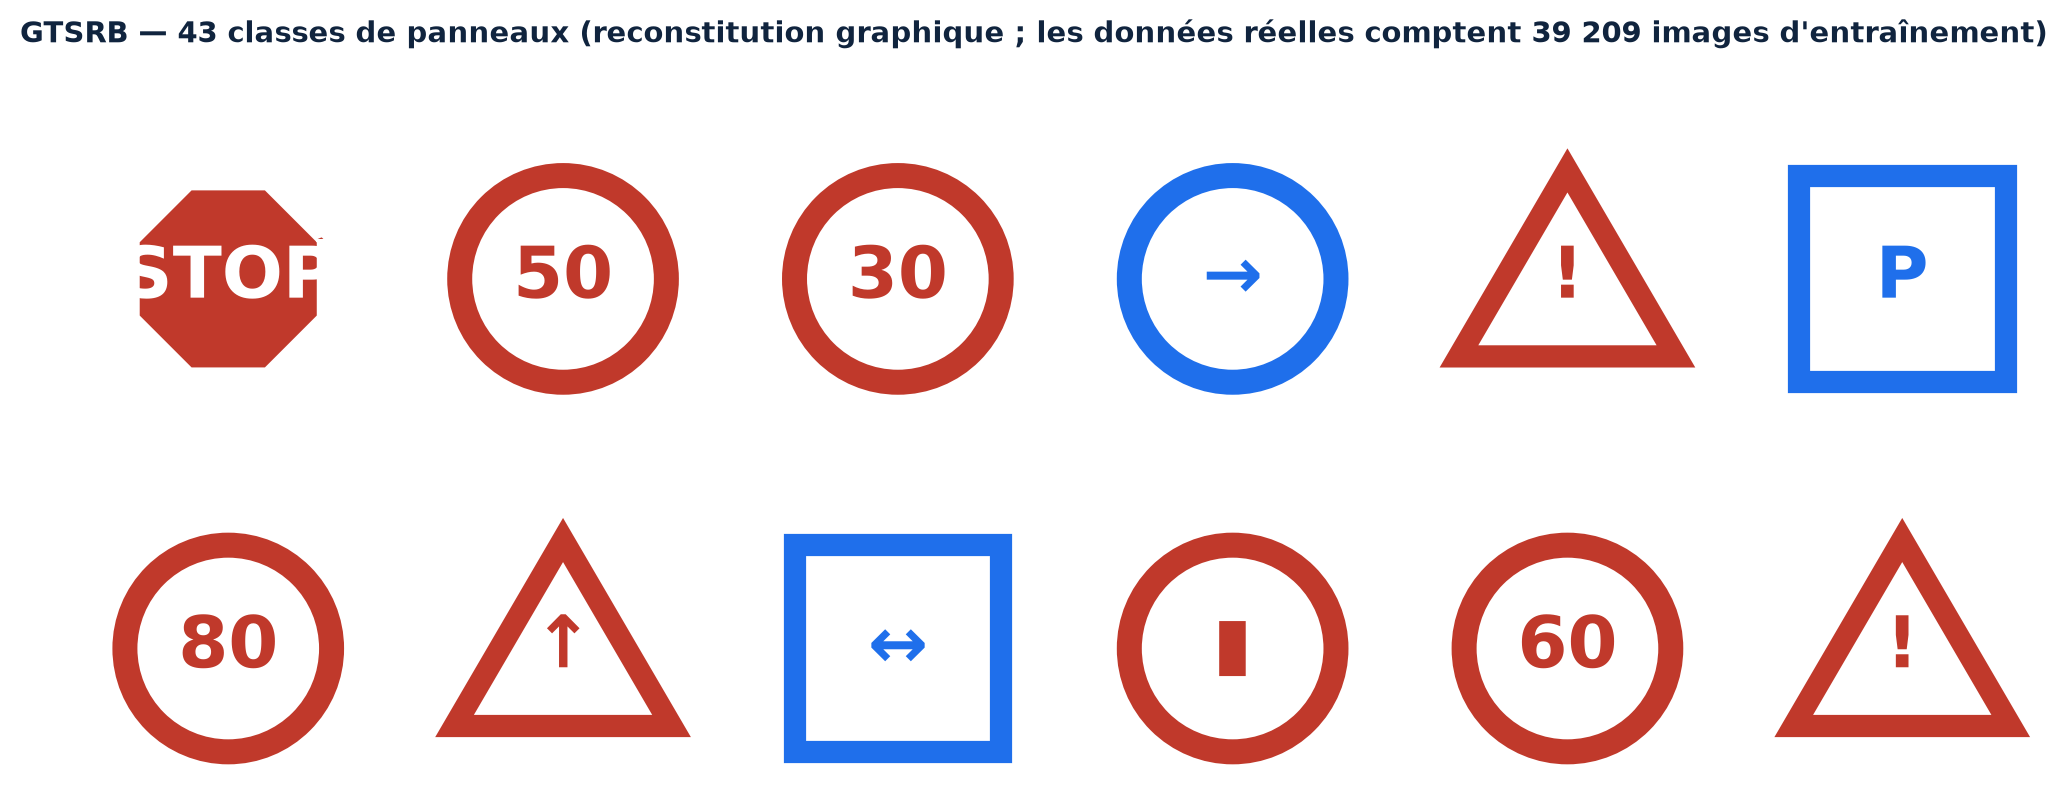 GTSRB — 43 classes de panneaux (reconstitution graphique ; les données réelles comptent 39 209 images d'entraînement)
STOP 50 30 → ! P
80 ↑ ↔ ▮ 60 !